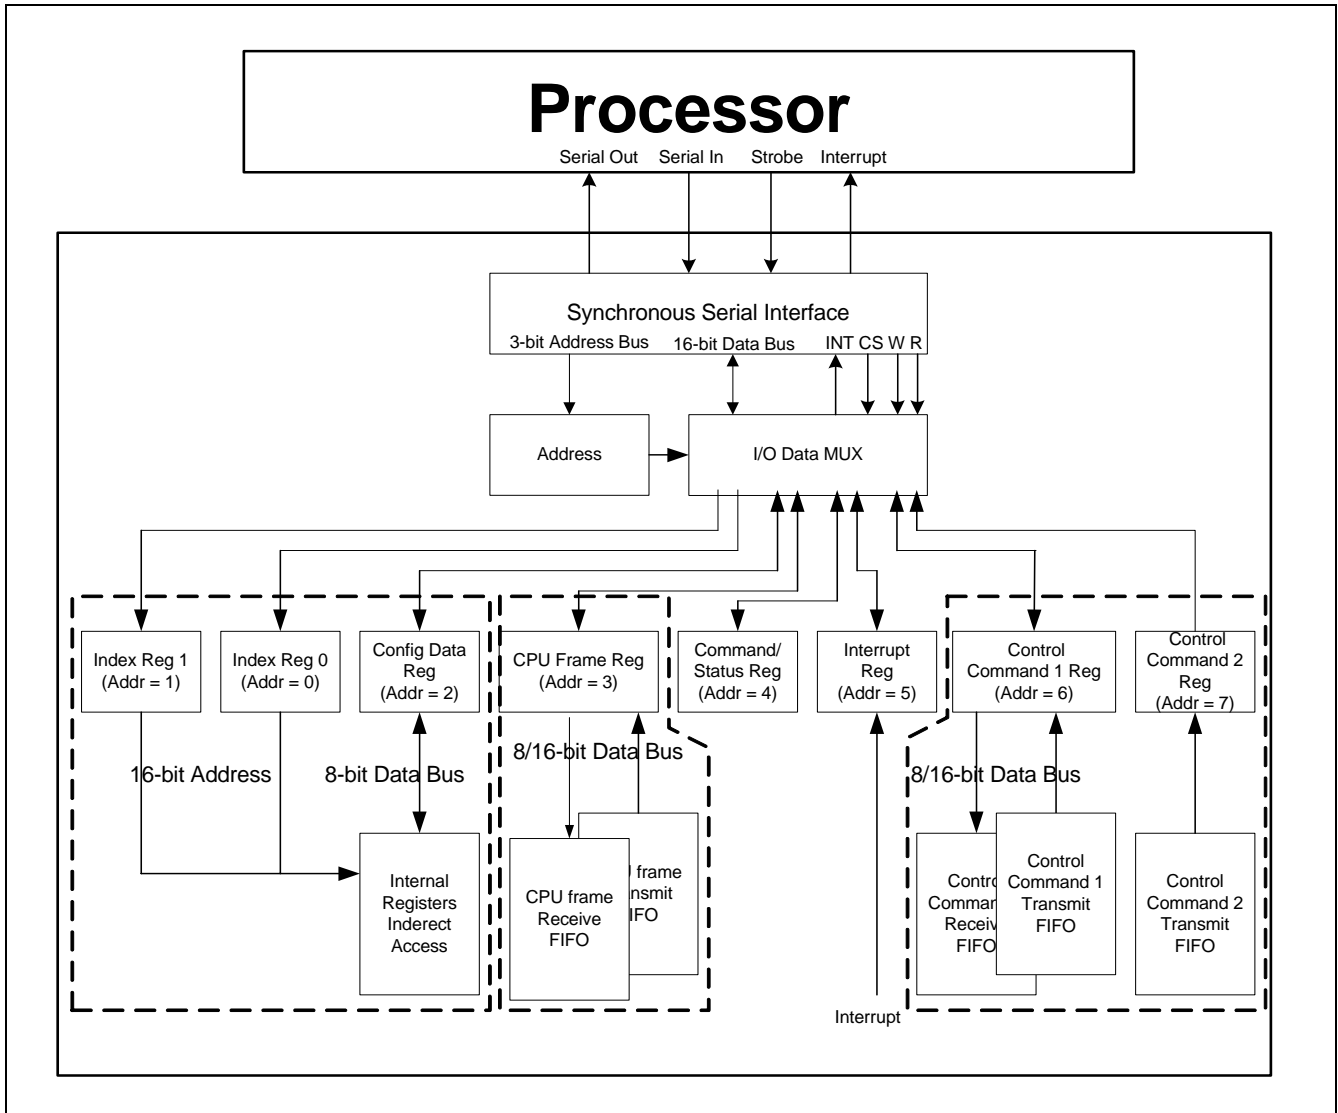 Processor
Serial Out Serial In Strobe Interrupt
Synchronous Serial Interface
3-bit Address Bus 16-bit Data Bus INT CS W R
Address
I/O Data MUX
Index Reg 1
(Addr = 1)
Index Reg 0
(Addr = 0)
Config Data
Reg
(Addr = 2)
CPU Frame Reg
(Addr = 3)
Command/
Status Reg
(Addr = 4)
Interrupt
Reg
(Addr = 5)
Control
Command 1 Reg
(Addr = 6)
Control
Command 2
Reg
(Addr = 7)
16-bit Address
8-bit Data Bus
8/16-bit Data Bus
8/16-bit Data Bus
Internal
Registers
Inderect
Access
CPU frame
Receive
FIFO
frame
Control
Command 1
Transmit
FIFO
FIFO
Control
Command 2
Transmit
FIFO
Interrupt